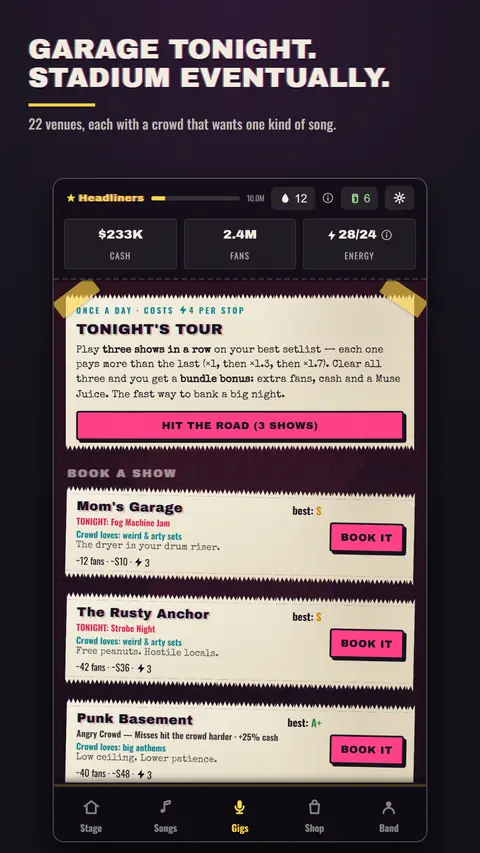 GARAGE TONIGHT.
STADIUM EVENTUALLY.
22 venues, each with a crowd that wants one kind of song.
Headliners 10.0M 12 6
$233K 2.4M 28/24
CASH FANS ENERGY
ONCE A DAY · COSTS 4 PER STOP
TONIGHT'S TOUR
Play three shows in a row on your best setlist — each one
pays more than the last (×1, then ×1.3, then ×1.7). Clear all
three and you get a bundle bonus: extra fans, cash and a Muse
Juice. The fast way to bank a big night.
HIT THE ROAD (3 SHOWS)
BOOK A SHOW
Mom's Garage best: S
TONIGHT: Fog Machine Jam
Crowd loves: weird & arty sets
The dryer is your drum riser.
~12 fans · ~$10 · 3
BOOK IT
The Rusty Anchor best: S
TONIGHT: Strobe Night
Crowd loves: weird & arty sets
Free peanuts. Hostile locals.
~42 fans · ~$36 · 3
BOOK IT
Punk Basement best: A+
Angry Crowd — Misses hit the crowd harder · +25% cash
Crowd loves: big anthems
Low ceiling. Lower patience.
~40 fans · ~$48 · 3
BOOK IT
Stage Songs Gigs Shop Band